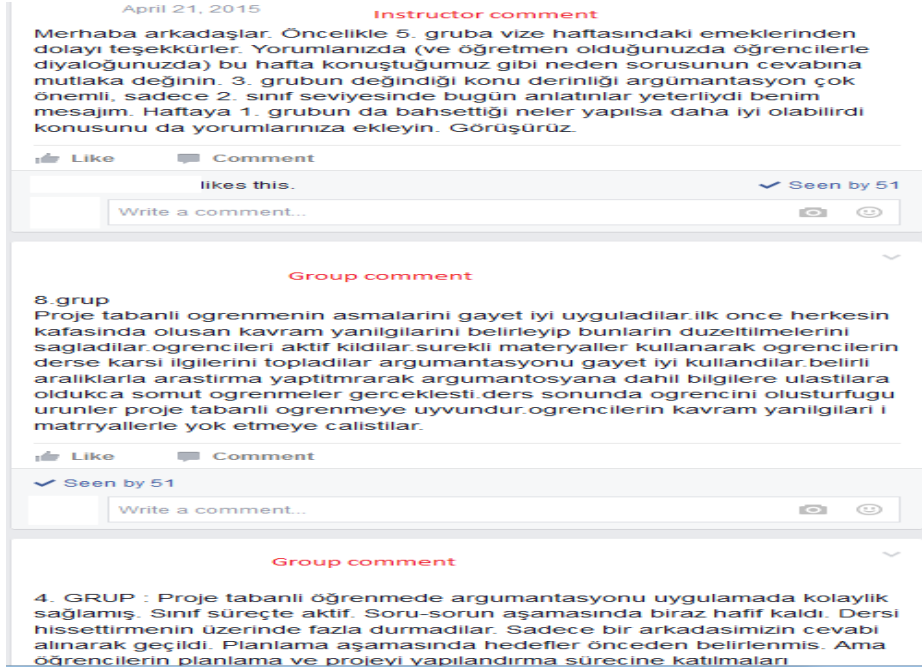 April 21, 2015
Instructor comment
Merhaba arkadaşlar. Öncelikle 5. gruba vize haftasındaki emeklerinden
dolayı teşekkürler. Yorumlarınızda (ve öğretmen olduğunuzda öğrencilerle
diyaloğunuzda) bu hafta konuştuğumuz gibi neden sorusunun cevabına
mutlaka değinin. 3. grubun değindiği konu derinliği argümantasyon çok
önemli, sadece 2. sınıf seviyesinde bugün anlatınlar yeterliydi benim
mesajım. Haftaya 1. grubun da bahsettiği neler yapılsa daha iyi olabilirdi
konusunu da yorumlarınıza ekleyin. Görüşürüz.
Like Comment
likes this. Seen by 51
Write a comment...
Group comment
8.grup
Proje tabanli ogrenmenin asmalarini gayet iyi uyguladilar.ilk once herkesin
kafasinda olusan kavram yanilgilarini belirleyip bunlarin duzeltilmelerini
sagladilar.ogrencileri aktif kildilar.surekli materyaller kullanarak ogrencilerin
derse karsi ilgilerini topladilar argumantasyonu gayet iyi kullandilar.belirli
araliklarla arastirma yaptitmrarak argumantosyana dahil bilgilere ulastilara
oldukca somut ogrenmeler gerceklesti.ders sonunda ogrencini olusturfugu
urunler proje tabanli ogrenmeye uyvundur.ogrencilerin kavram yanilgilari i
matrryallerle yok etmeye calistilar.
Like Comment
Seen by 51
Write a comment...
Group comment
4. GRUP : Proje tabanli öğrenmede argumantasyonu uygulamada kolaylik
sağlamış. Sınıf süreçte aktif. Soru-sorun aşamasında biraz hafif kaldı. Dersi
hissettirmenin üzerinde fazla durmadilar. Sadece bir arkadasimizin cevabi
alınarak geçildi. Planlama aşamasında hedefler önceden belirlenmis. Ama
öğrencilerin planlama ve projeyi yapılandırma sürecine katılmaları